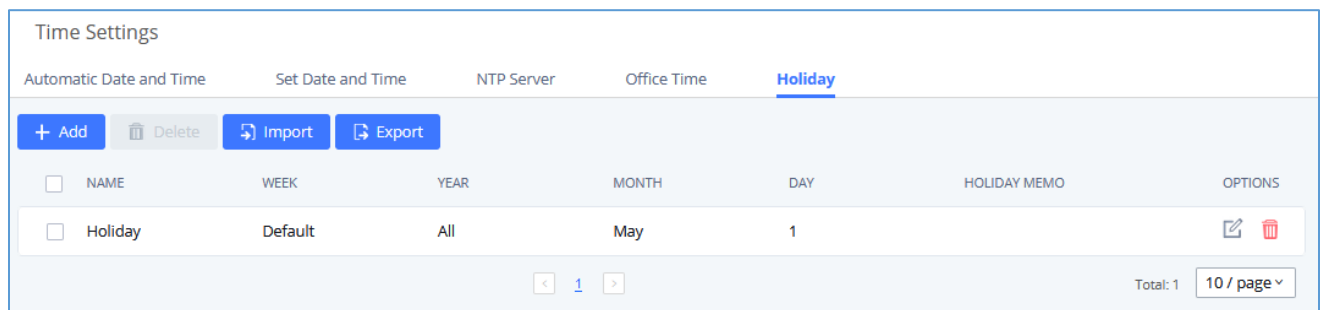 Time Settings
Automatic Date and Time Set Date and Time NTP Server Office Time Holiday
+ Add Delete Import Export
NAME WEEK YEAR MONTH DAY HOLIDAY MEMO OPTIONS
Holiday Default All May 1
< 1 > Total: 1 10 / page